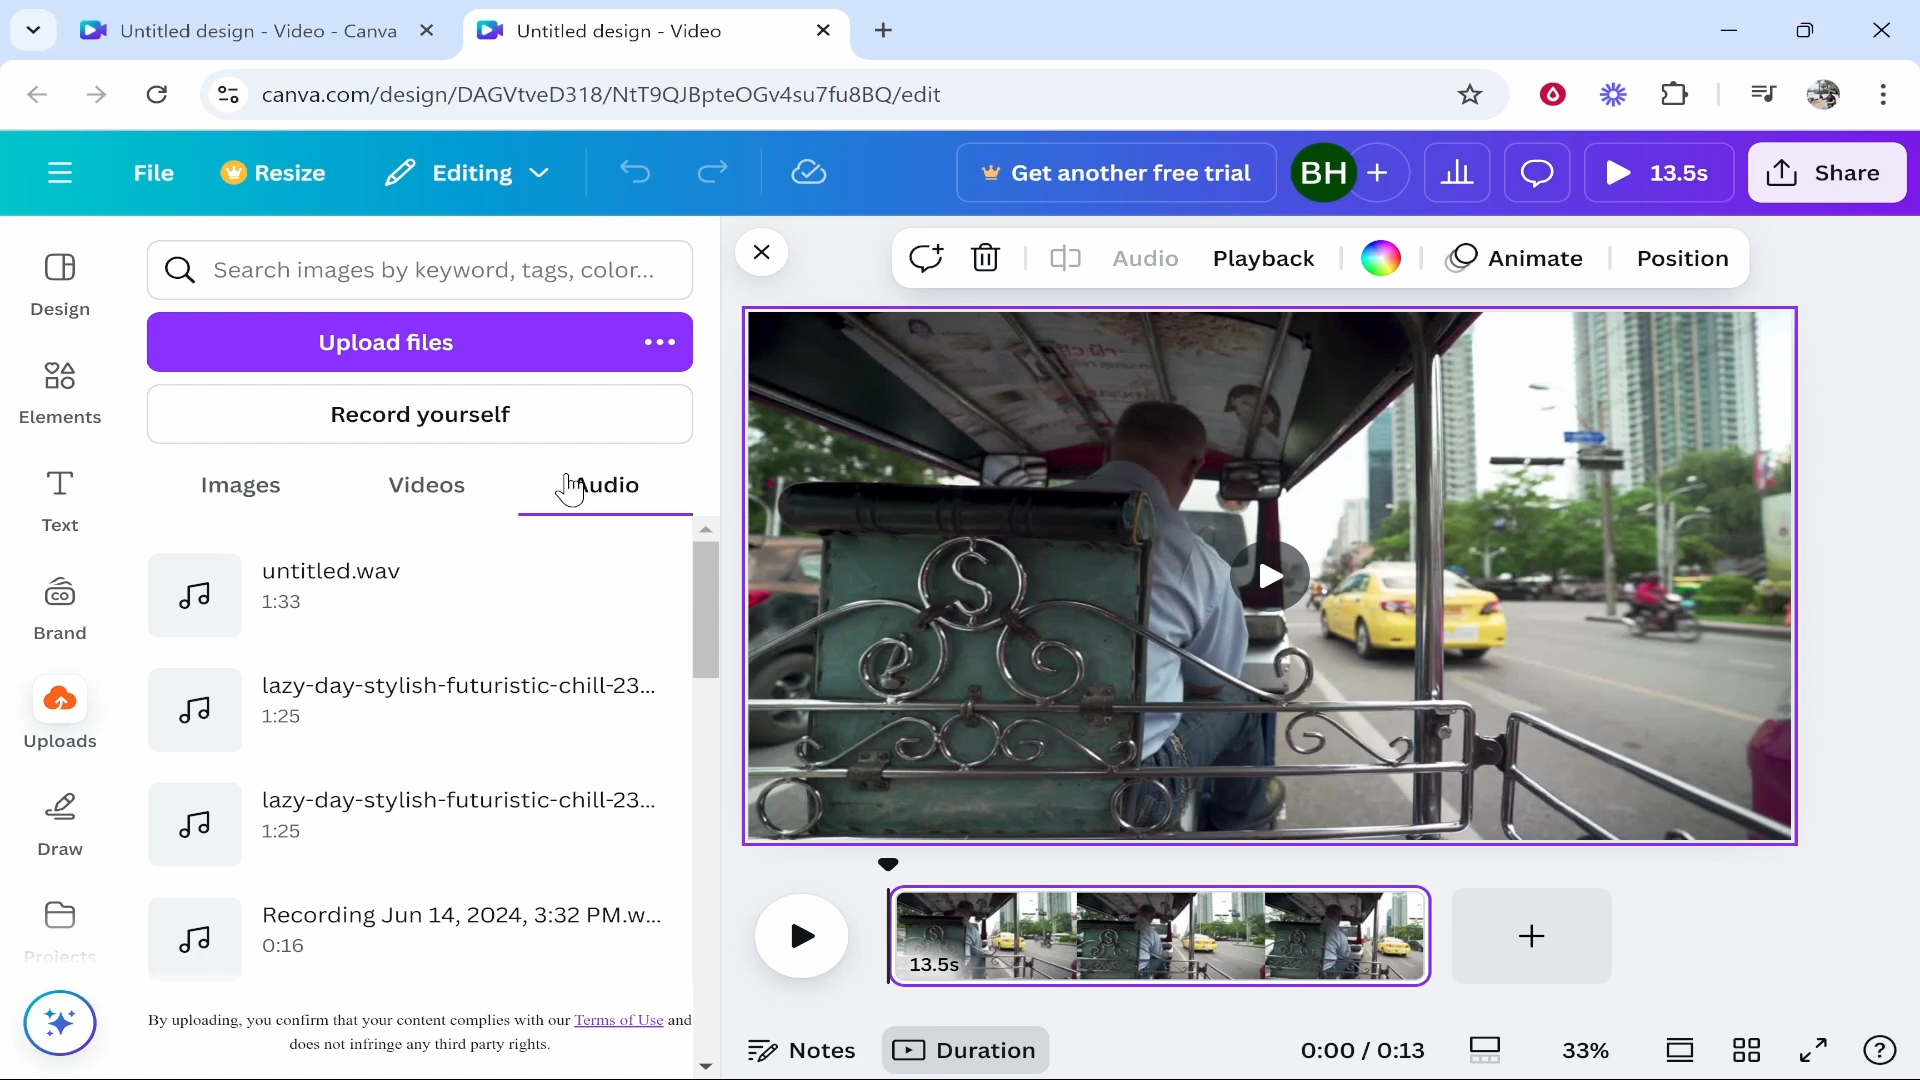 Untitled design - Video - Canva
Untitled design - Video
canva.com/design/DAGVtveD318/NtT9QJBpteOGv4su7fu8BQ/edit
File
Resize
Editing
Get another free trial
BH
13.5s
Share
Design
Elements
Text
Brand
Uploads
Draw
Projects
Search images by keyword, tags, color...
Upload files
Record yourself
Images
Videos
Audio
untitled.wav
1:33
lazy-day-stylish-futuristic-chill-23...
1:25
lazy-day-stylish-futuristic-chill-23...
1:25
Recording Jun 14, 2024, 3:32 PM.w...
0:16
By uploading, you confirm that your content complies with our Terms of Use and
does not infringe any third party rights.
Audio
Playback
Animate
Position
S
13.5s
Notes
Duration
0:00 / 0:13
33%